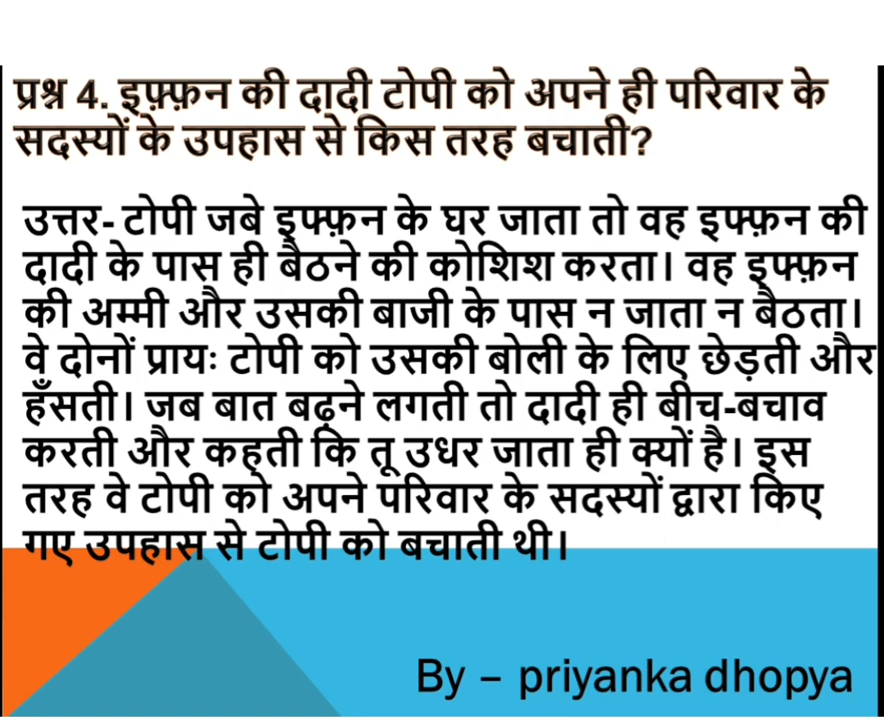 प्रश्न 4. इफ़्फ़न की दादी टोपी को अपने ही परिवार के
सदस्यों के उपहास से किस तरह बचाती?
उत्तर- टोपी जबे इफ्फ़न के घर जाता तो वह इफ्फ़न की
दादी के पास ही बैठने की कोशिश करता। वह इफ्फ़न
की अम्मी और उसकी बाजी के पास न जाता न बैठता।
वे दोनों प्रायः टोपी को उसकी बोली के लिए छेड़ती और
हँसती। जब बात बढ़ने लगती तो दादी ही बीच-बचाव
करती और कहती कि तू उधर जाता ही क्यों है। इस
तरह वे टोपी को अपने परिवार के सदस्यों द्वारा किए
गए उपहास से टोपी को बचाती थी।
By – priyanka dhopya